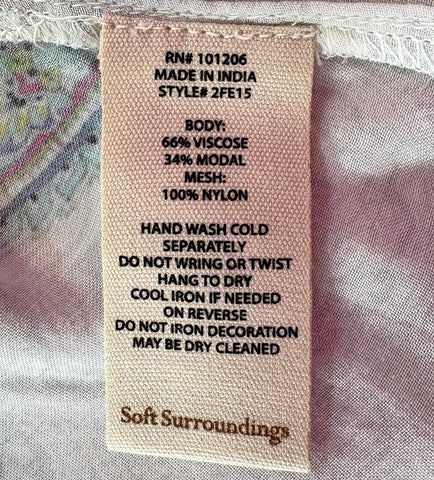 RN# 101206
MADE IN INDIA
STYLE# 2FE15
BODY:
66% VISCOSE
34% MODAL
MESH:
100% NYLON
HAND WASH COLD
SEPARATELY
DO NOT WRING OR TWIST
HANG TO DRY
COOL IRON IF NEEDED
ON REVERSE
DO NOT IRON DECORATION
MAY BE DRY CLEANED
Soft Surroundings